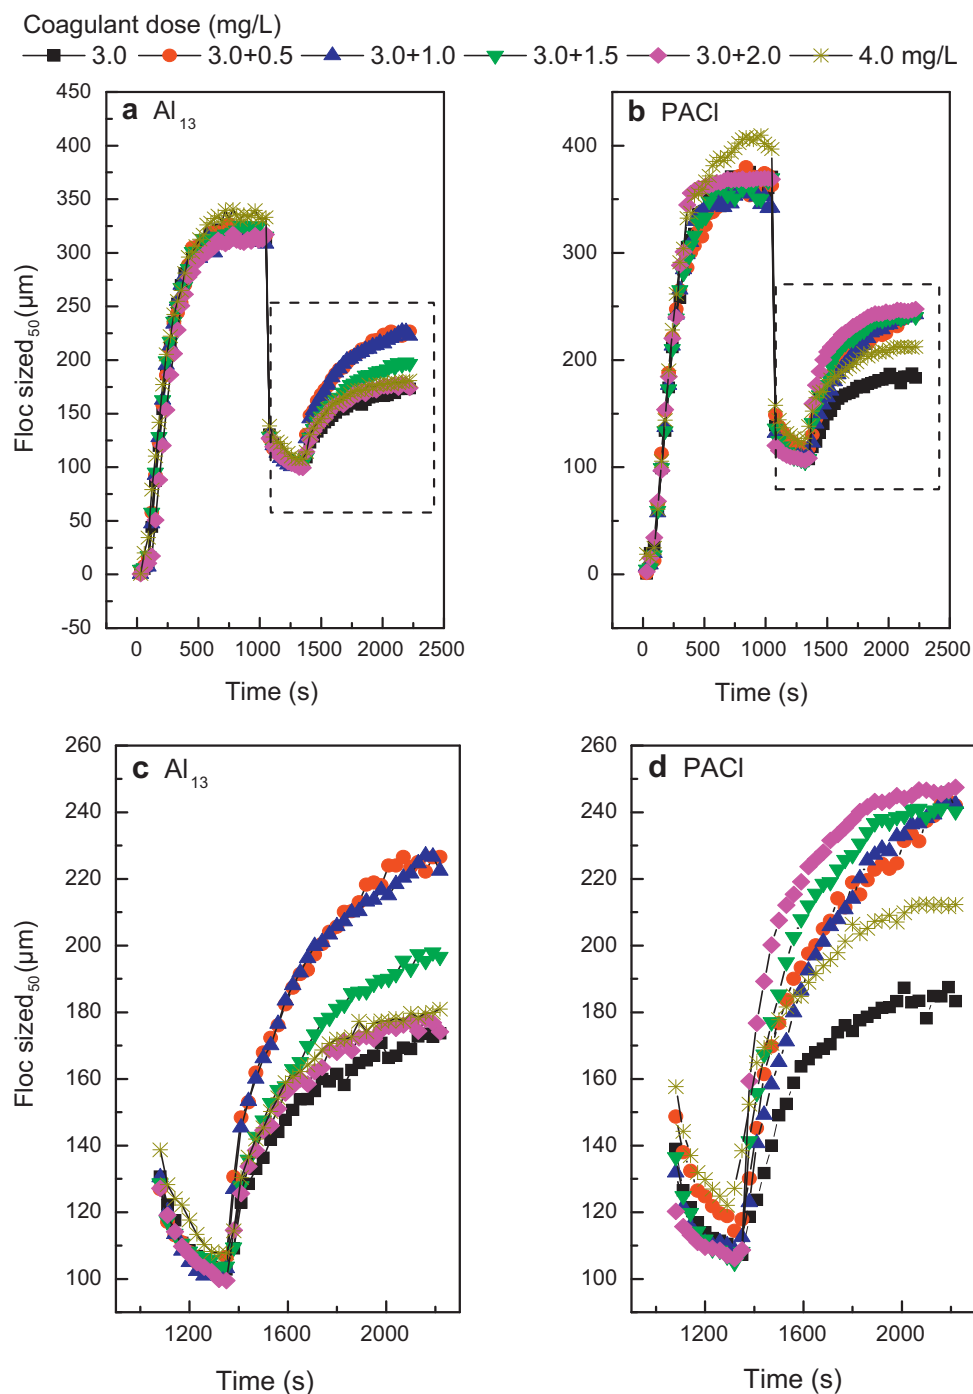 Coagulant dose (mg/L)
3.0 3.0+0.5 3.0+1.0 3.0+1.5 3.0+2.0 4.0 mg/L
a Al13
b PACl
450
400
350
300
250
200
150
100
50
0
-50
Floc sized50(μm)
0 500 1000 1500 2000 2500
Time (s)
400
300
200
100
0
0 500 1000 1500 2000 2500
Time (s)
c Al13
260
240
220
200
180
160
140
120
100
Floc sized50(μm)
1200 1600 2000
Time (s)
d PACl
260
240
220
200
180
160
140
120
100
1200 1600 2000
Time (s)